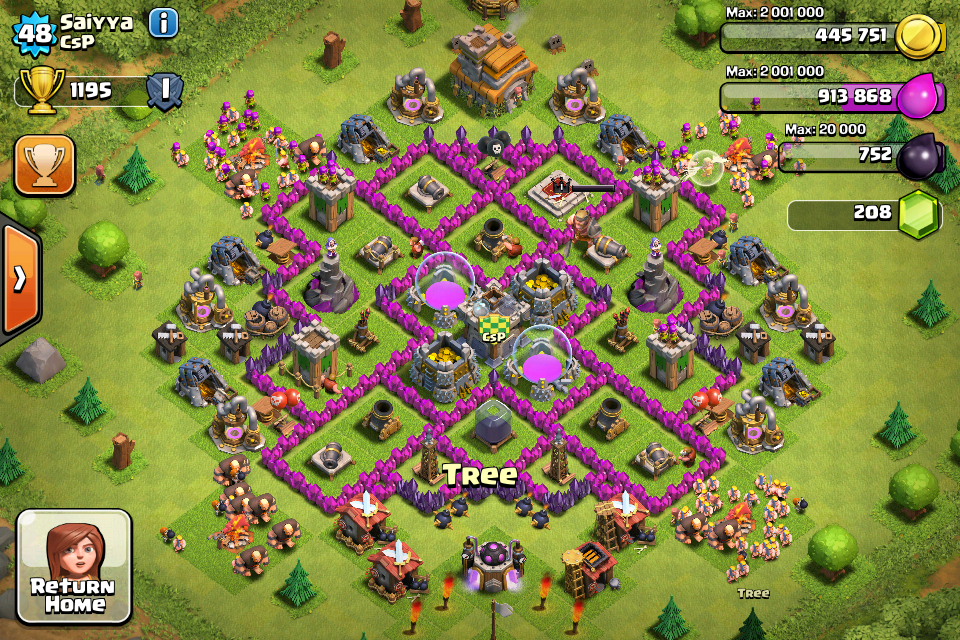 48 Saiyya
CsP
i
1195
I
Max: 2 001 000
445 751
Max: 2 001 000
913 868
Max: 20 000
752
208
CsP
Tree
Tree
Return
Home